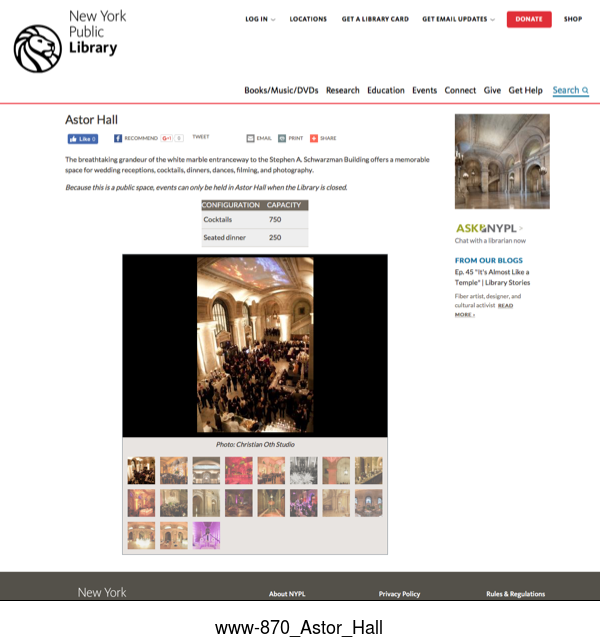 New York
Public
Library
LOG IN LOCATIONS GET A LIBRARY CARD GET EMAIL UPDATES DONATE SHOP
Books/Music/DVDs Research Education Events Connect Give Get Help Search
Astor Hall
Like 0 RECOMMEND G+1 0 TWEET EMAIL PRINT SHARE
The breathtaking grandeur of the white marble entranceway to the Stephen A. Schwarzman Building offers a memorable
space for wedding receptions, cocktails, dinners, dances, filming, and photography.
Because this is a public space, events can only be held in Astor Hall when the Library is closed.
CONFIGURATION CAPACITY
Cocktails 750
Seated dinner 250
Photo: Christian Oth Studio
ASK NYPL >
Chat with a librarian now
FROM OUR BLOGS
Ep. 45 "It's Almost Like a
Temple" | Library Stories
Fiber artist, designer, and
cultural activist READ
MORE ›
New York
About NYPL Privacy Policy Rules & Regulations
www-870_Astor_Hall